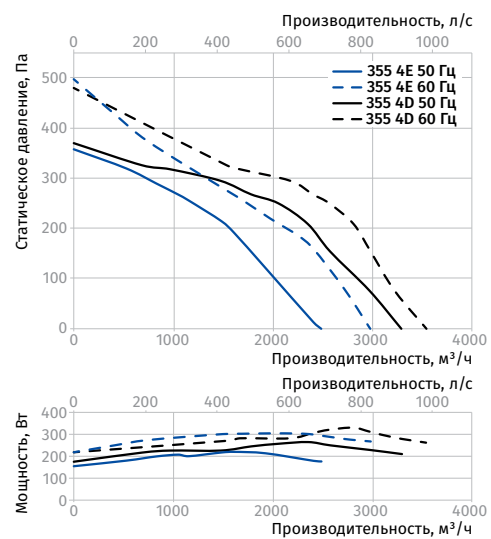 Производительность, л/с
0 200 400 600 800 1000
Статическое давление, Па
500
400
300
200
100
0
355 4E 50 Гц
355 4E 60 Гц
355 4D 50 Гц
355 4D 60 Гц
0 1000 2000 3000 4000
Производительность, м³/ч
Производительность, л/с
0 200 400 600 800 1000
Мощность, Вт
400
300
200
100
0
0 1000 2000 3000 4000
Производительность, м³/ч